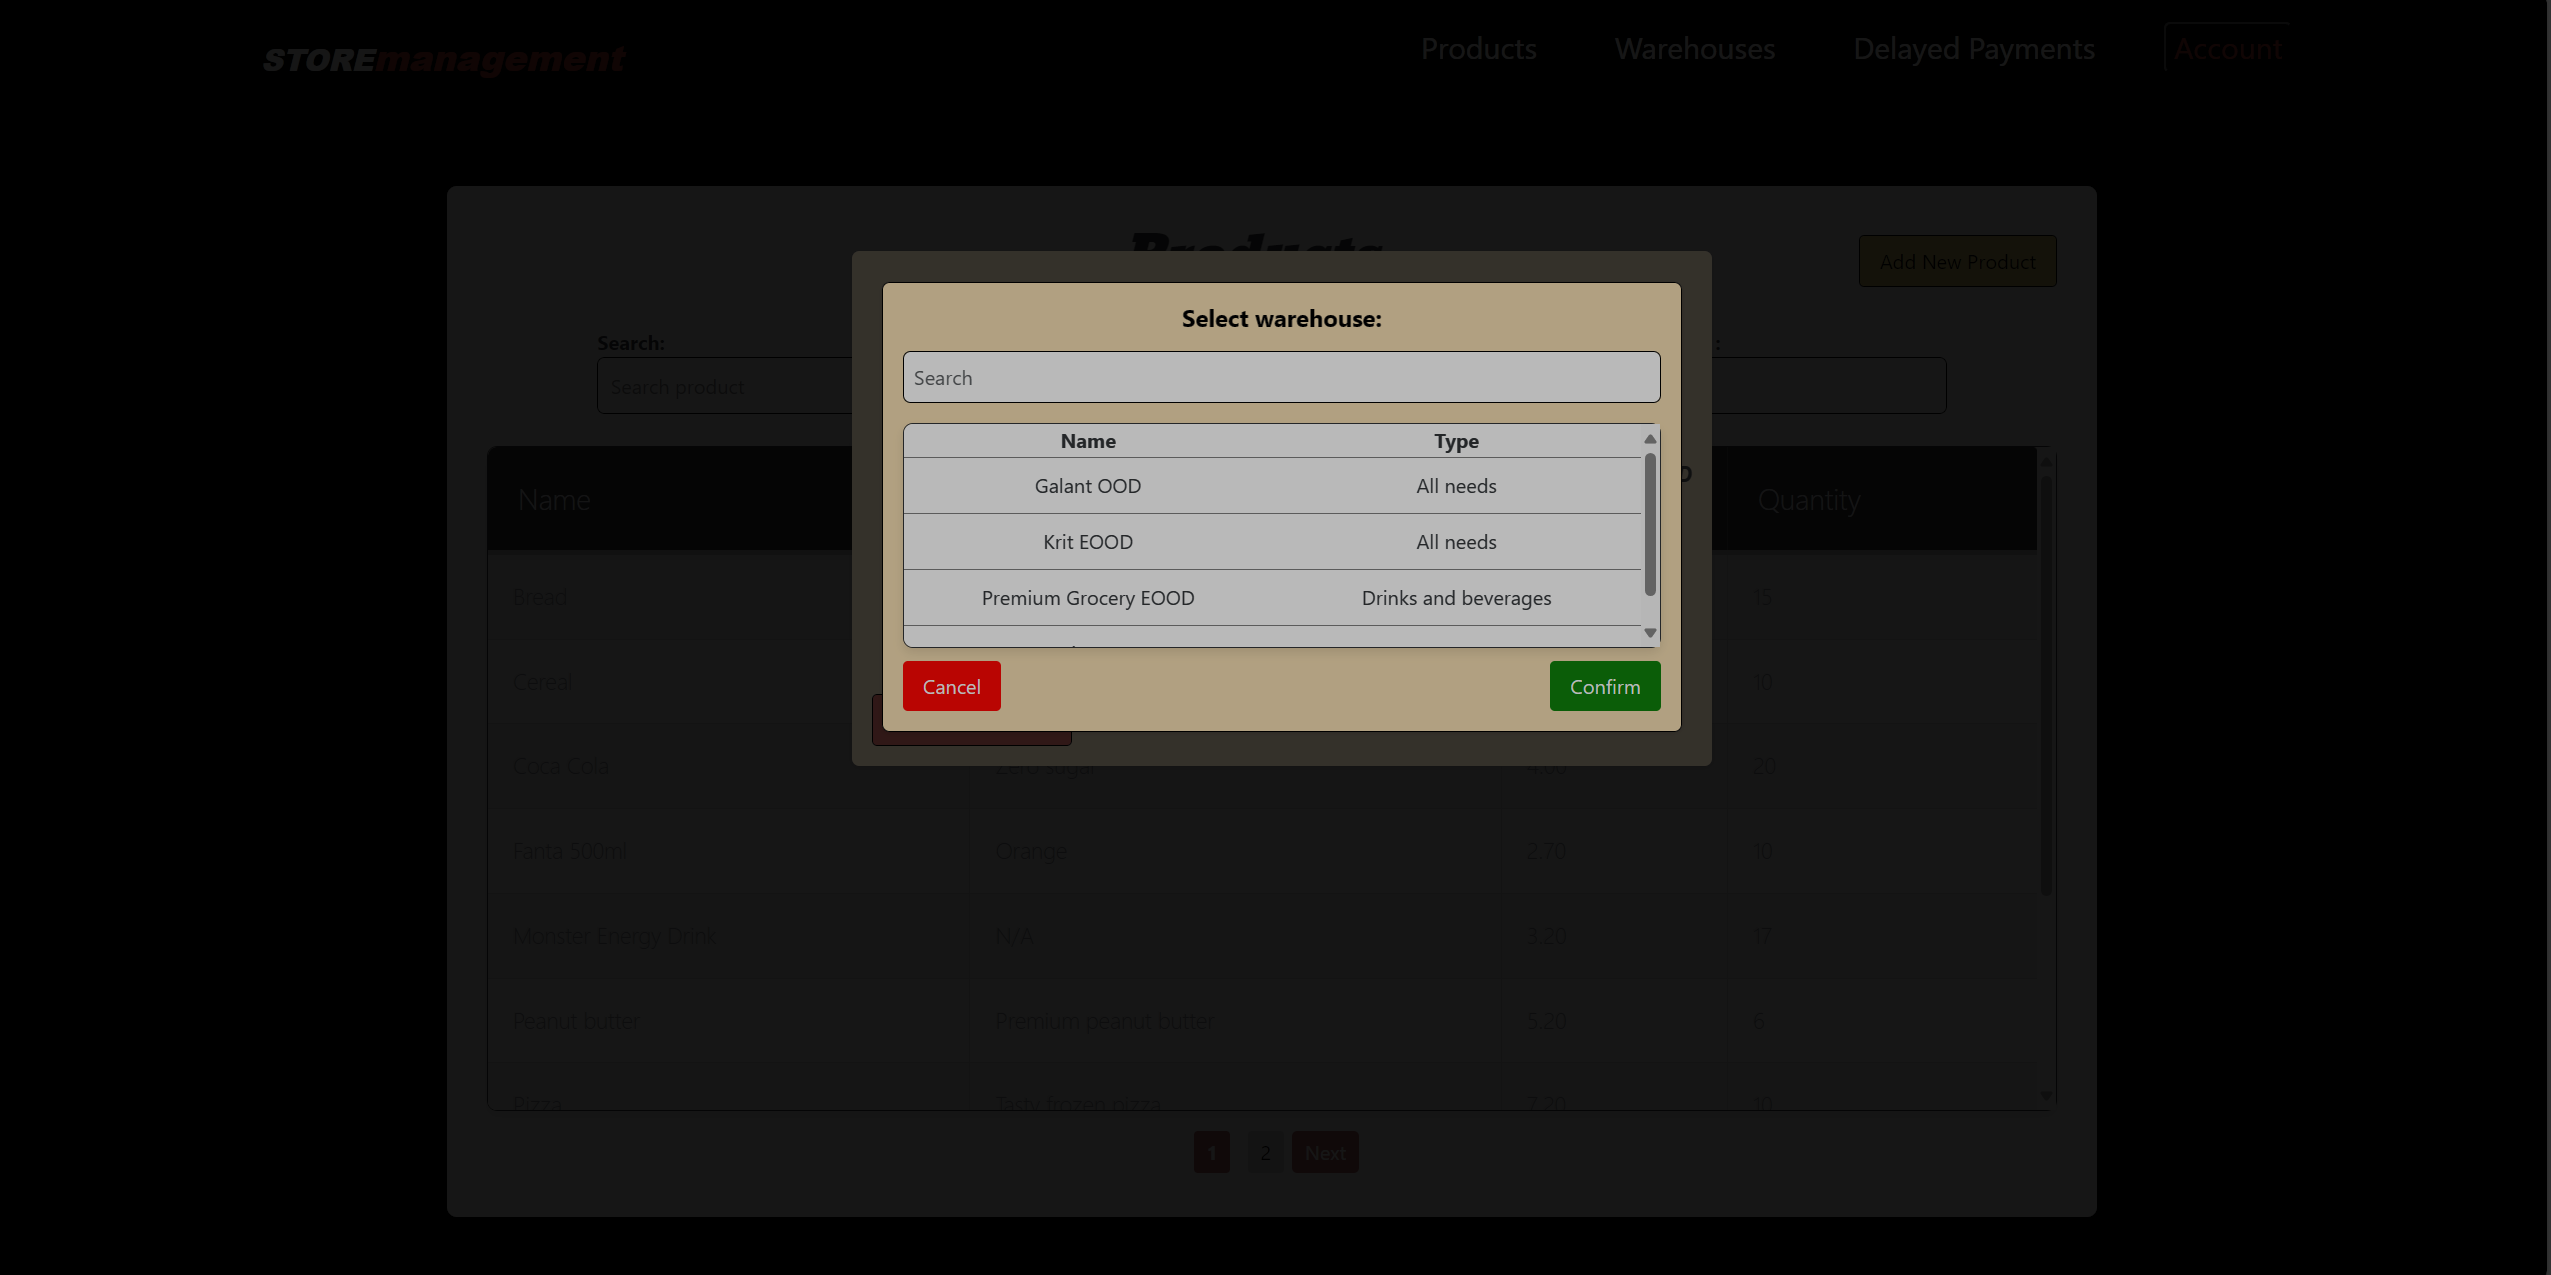 STOREmanagement
Products Warehouses Delayed Payments Account
Products
Add New Product
Select warehouse:
Search:
:
Search product
Search
Name Type
Galant OOD All needs
Krit EOOD All needs
Premium Grocery EOOD Drinks and beverages
Cancel Confirm
Name Quantity
Bread 15
Cereal 10
Coca Cola Zero sugar 20
Fanta 500ml Orange 2.70 10
Monster Energy Drink N/A 3.20 17
Peanut butter Premium peanut butter 5.20 6
Pizza Tasty frozen pizza 7.20 10
1 2 Next